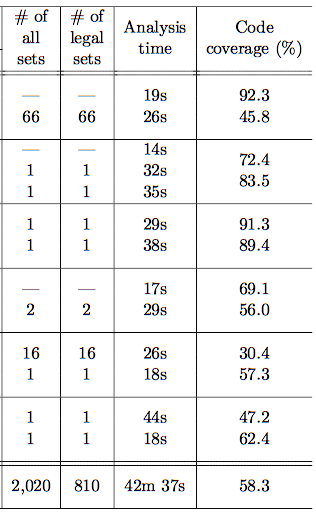 # of all sets # of legal sets Analysis time Code coverage (%)
— — 19s 92.3
66 66 26s 45.8
— — 14s 72.4
1 1 32s 83.5
1 1 35s
1 1 29s 91.3
1 1 38s 89.4
— — 17s 69.1
2 2 29s 56.0
16 16 26s 30.4
1 1 18s 57.3
1 1 44s 47.2
1 1 18s 62.4
2,020 810 42m 37s 58.3